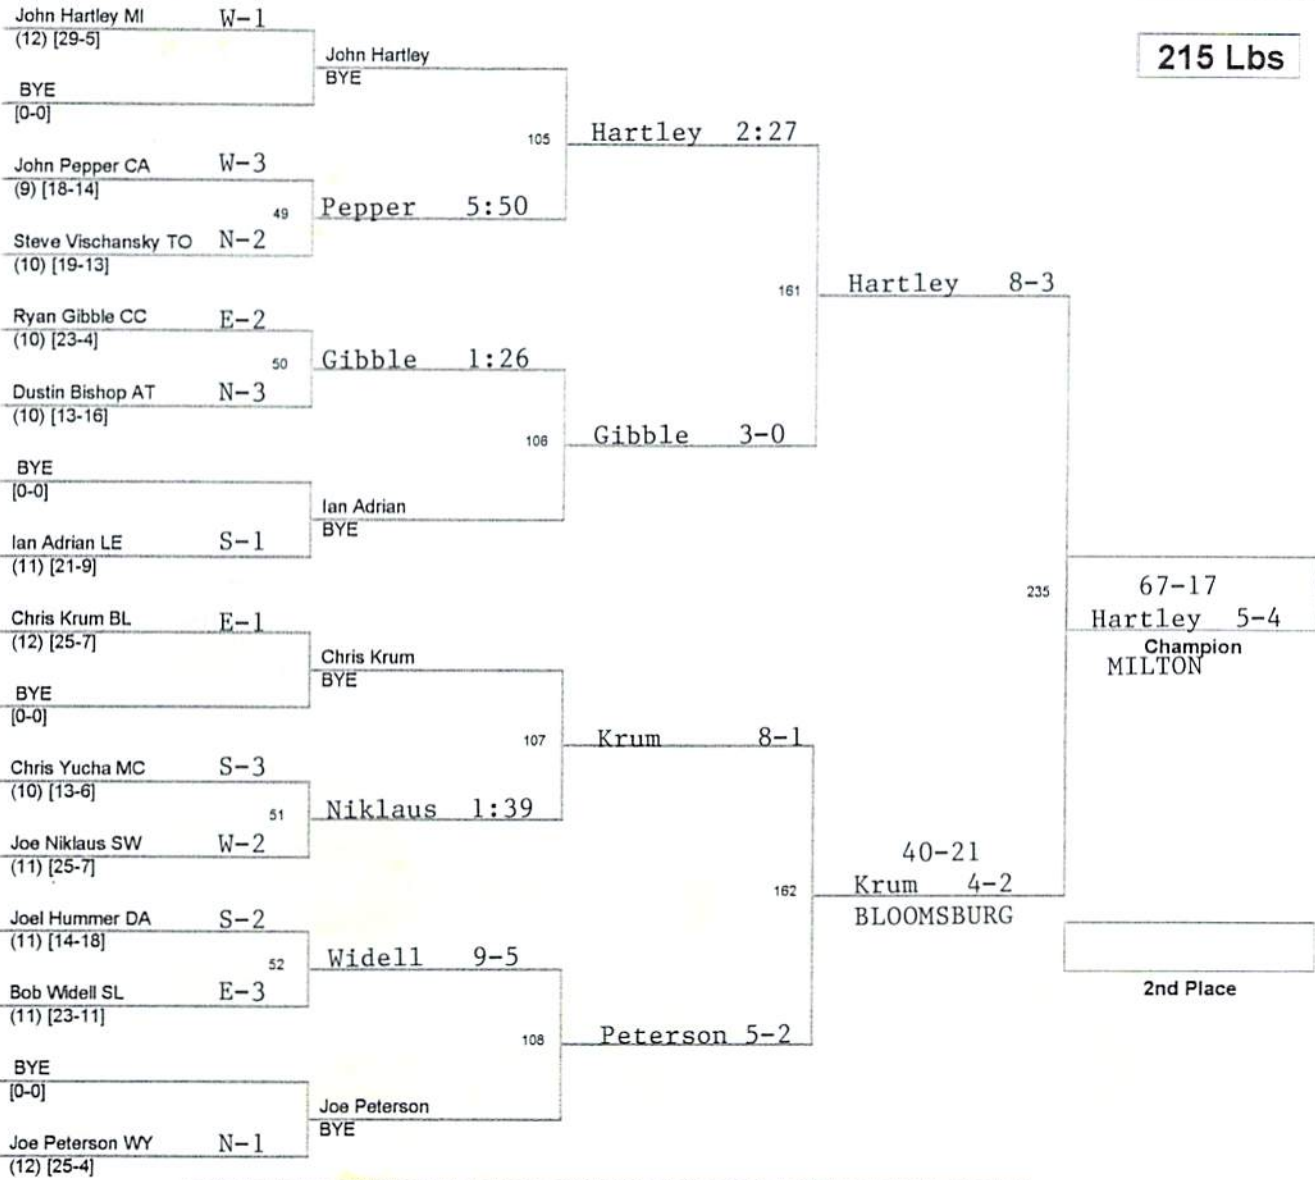 215 Lbs
John Hartley MI W-1
(12) [29-5]
BYE
[0-0]
John Pepper CA W-3
(9) [18-14]
49
Steve Vischansky TO N-2
(10) [19-13]
Ryan Gibble CC E-2
(10) [23-4]
50
Dustin Bishop AT N-3
(10) [13-16]
BYE
[0-0]
Ian Adrian LE S-1
(11) [21-9]
Chris Krum BL E-1
(12) [25-7]
BYE
[0-0]
Chris Yucha MC S-3
(10) [13-6]
51
Joe Niklaus SW W-2
(11) [25-7]
Joel Hummer DA S-2
(11) [14-18]
52
Bob Widell SL E-3
(11) [23-11]
BYE
[0-0]
Joe Peterson WY N-1
(12) [25-4]
John Hartley
BYE
105
Pepper 5:50
Gibble 1:26
106
Ian Adrian
BYE
Chris Krum
BYE
107
Niklaus 1:39
Widell 9-5
108
Joe Peterson
BYE
Hartley 2:27
161
Gibble 3-0
Krum 8-1
162
Peterson 5-2
Hartley 8-3
235
40-21
Krum 4-2
BLOOMSBURG
67-17
Hartley 5-4
Champion
MILTON
2nd Place